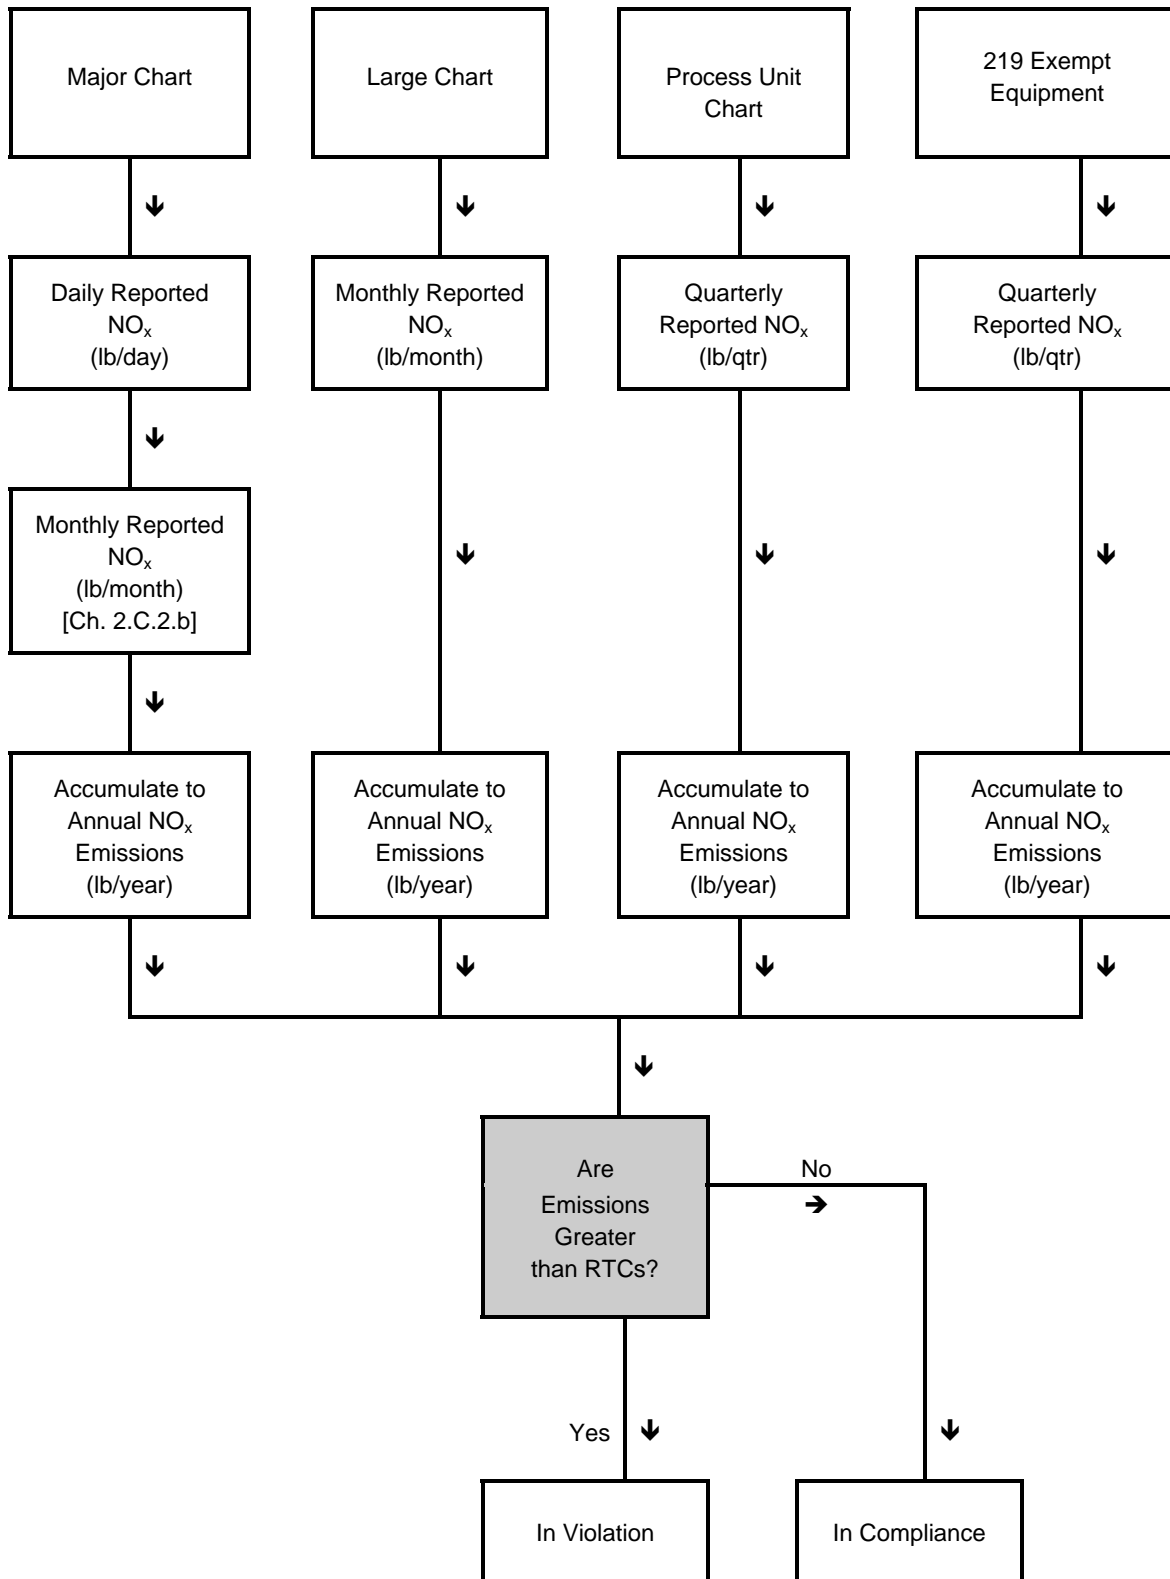 Major Chart
Large Chart
Process Unit
Chart
219 Exempt
Equipment
Daily Reported
NOx
(lb/day)
Monthly Reported
NOx
(lb/month)
Quarterly
Reported NOx
(lb/qtr)
Quarterly
Reported NOx
(lb/qtr)
Monthly Reported
NOx
(lb/month)
[Ch. 2.C.2.b]
Accumulate to
Annual NOx
Emissions
(lb/year)
Accumulate to
Annual NOx
Emissions
(lb/year)
Accumulate to
Annual NOx
Emissions
(lb/year)
Accumulate to
Annual NOx
Emissions
(lb/year)
Are
Emissions
Greater
than RTCs?
No
Yes
In Violation
In Compliance